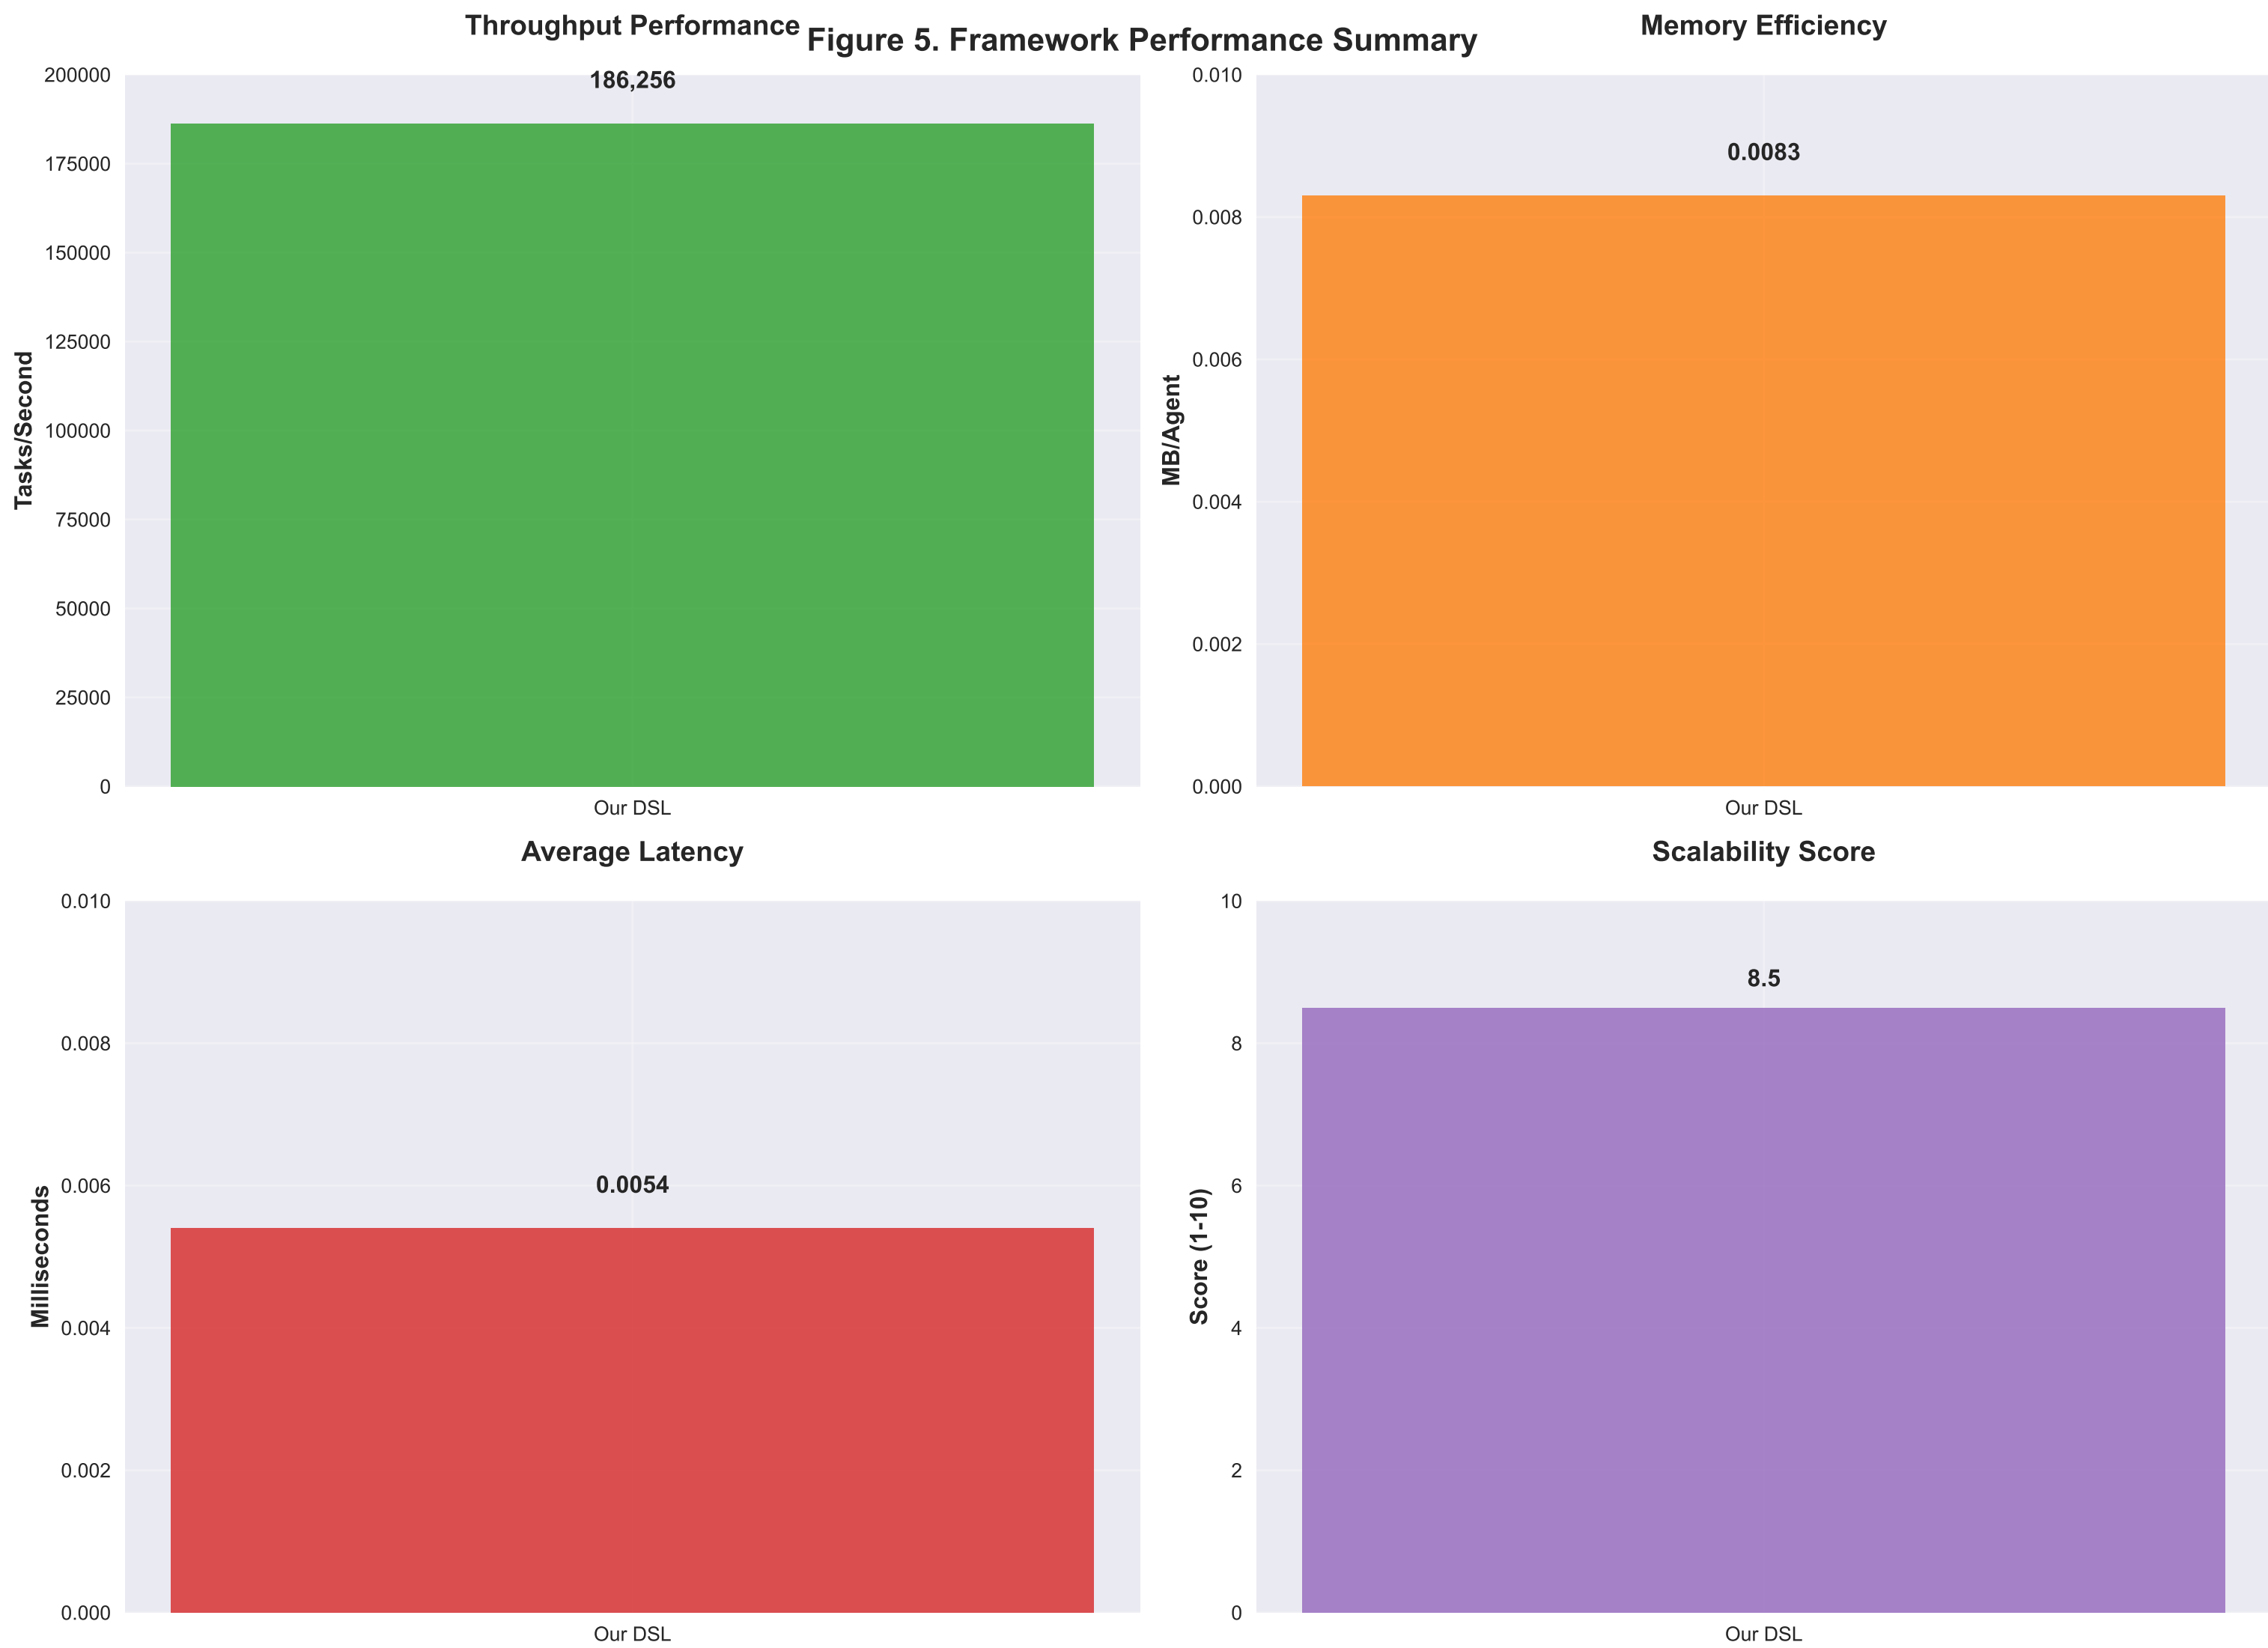 Figure 5. Framework Performance Summary
Throughput Performance
186,256
Tasks/Second
200000
175000
150000
125000
100000
75000
50000
25000
0
Our DSL
Memory Efficiency
0.0083
MB/Agent
0.010
0.008
0.006
0.004
0.002
0.000
Our DSL
Average Latency
0.0054
Milliseconds
0.010
0.008
0.006
0.004
0.002
0.000
Our DSL
Scalability Score
8.5
Score (1-10)
10
8
6
4
2
0
Our DSL